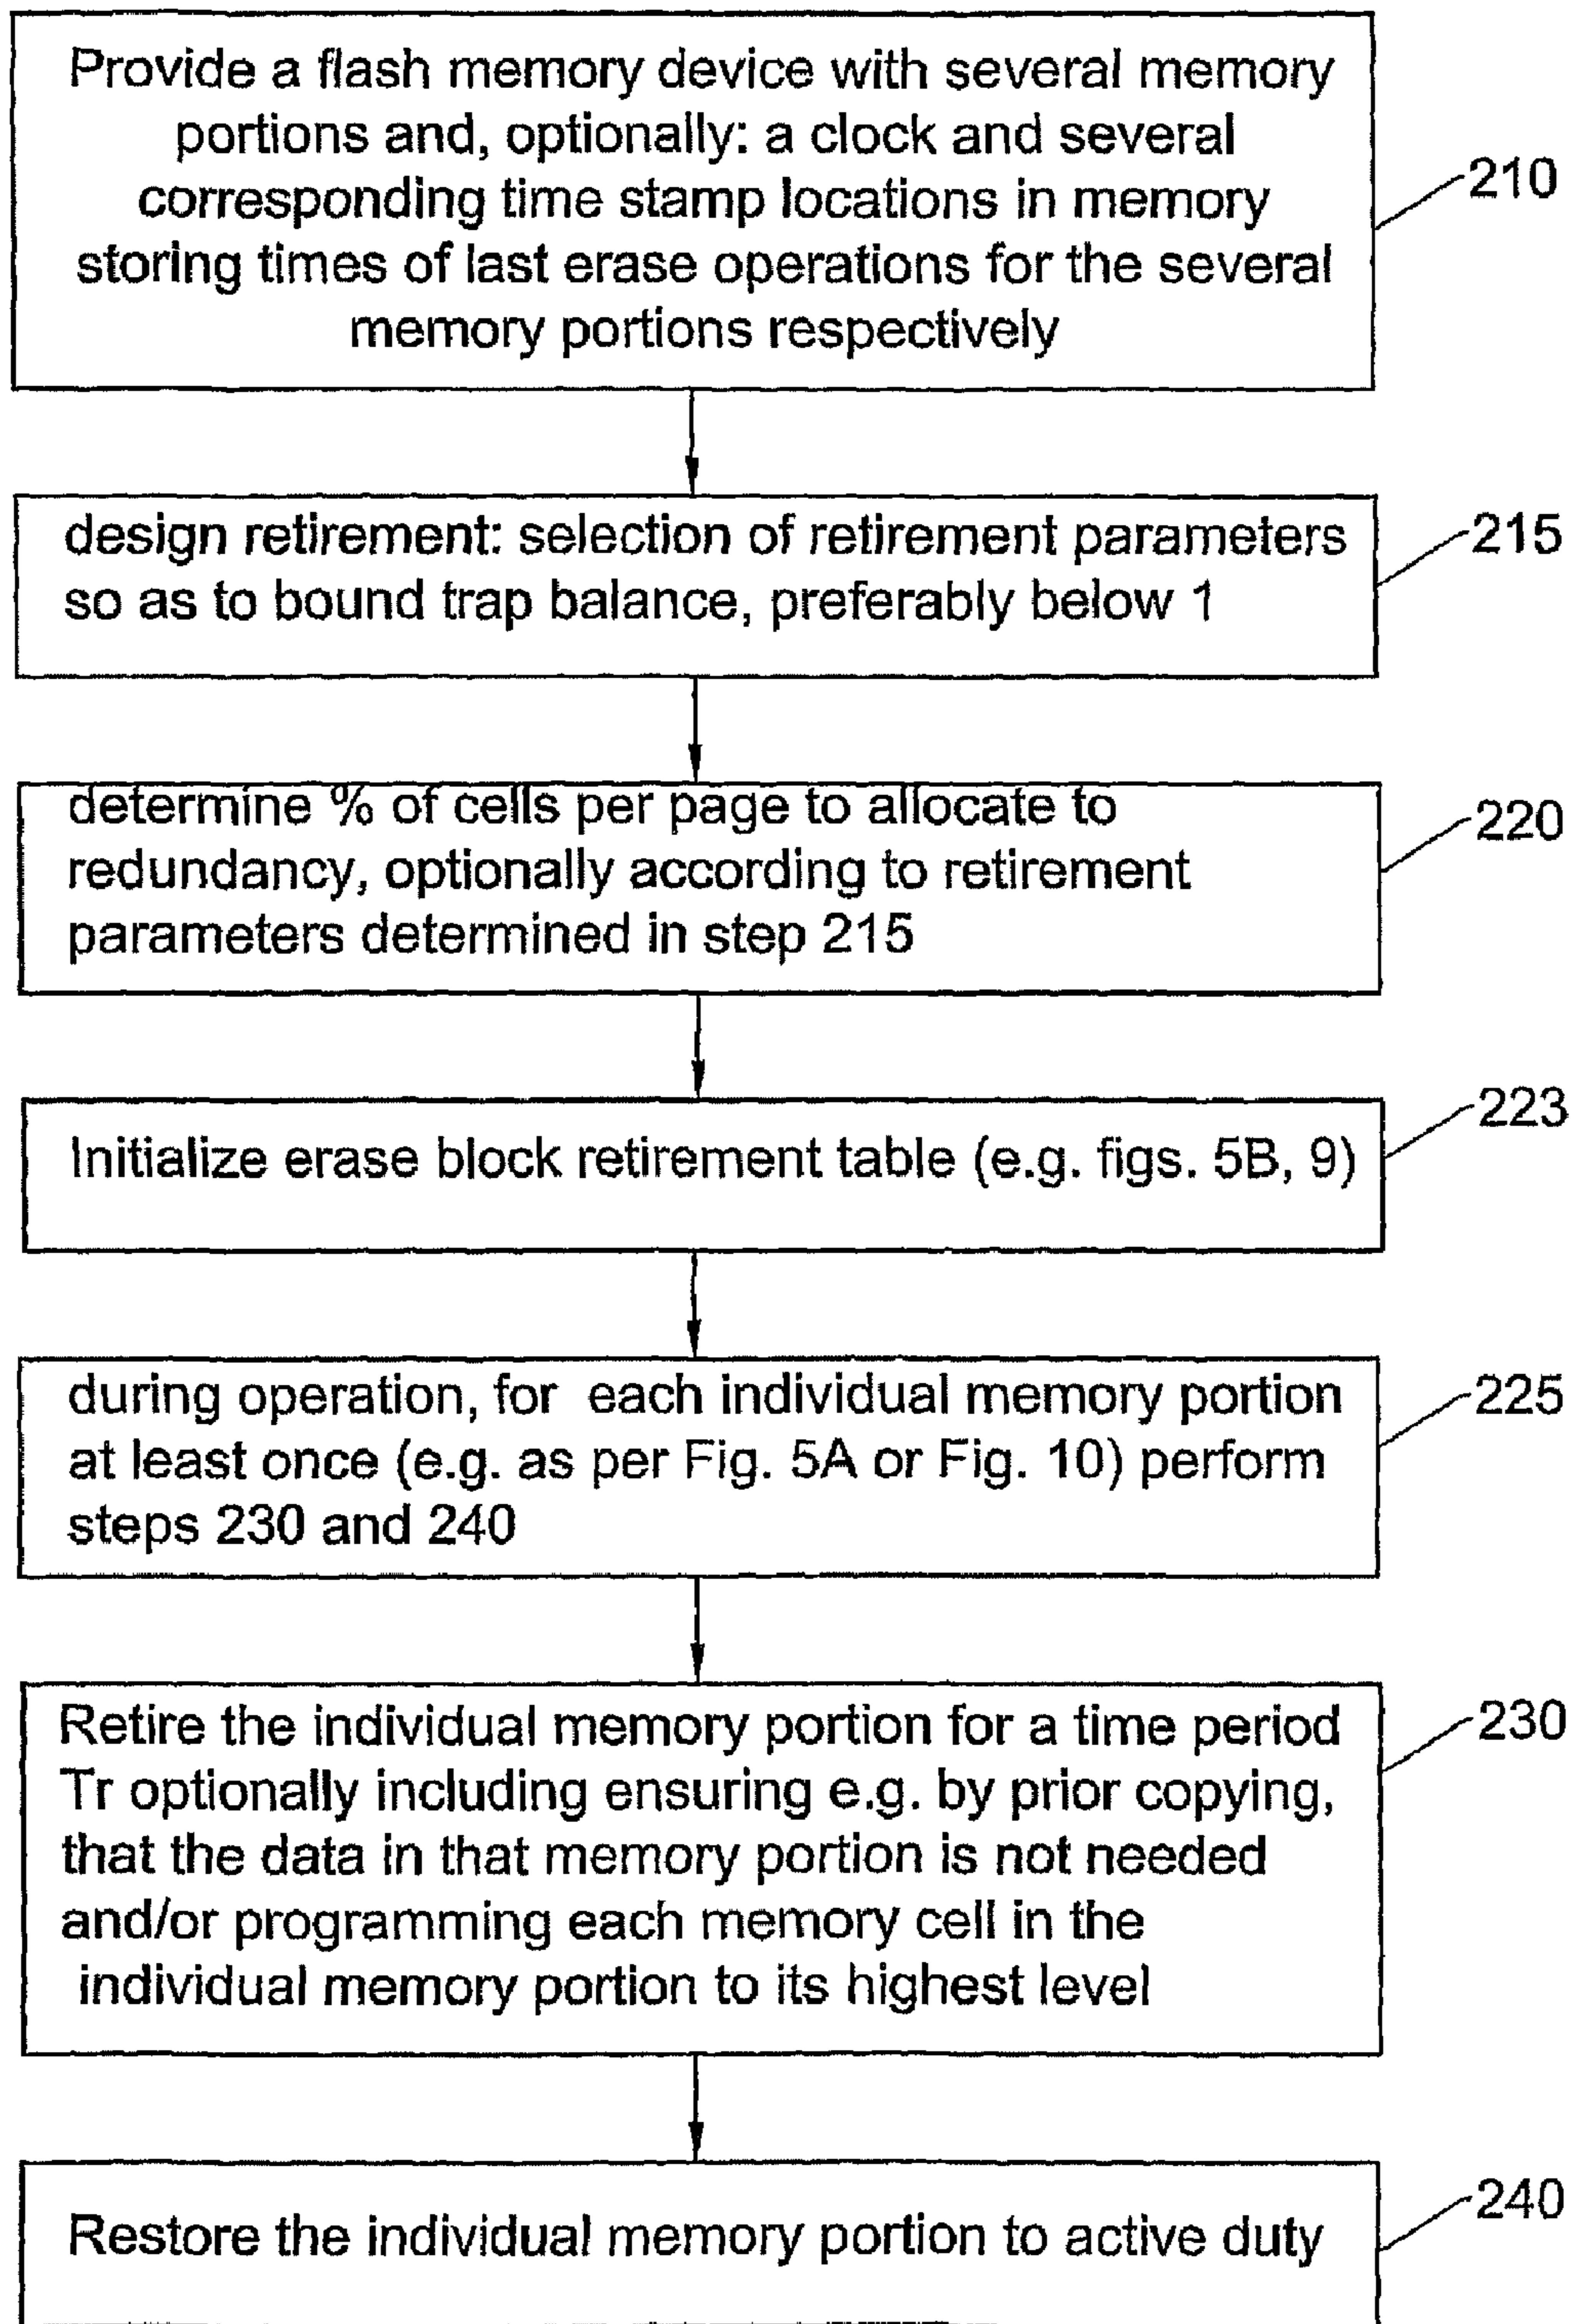 Provide a flash memory device with several memory
portions and, optionally: a clock and several
corresponding time stamp locations in memory
storing times of last erase operations for the several
memory portions respectively
210
design retirement: selection of retirement parameters
so as to bound trap balance, preferably below 1
215
determine % of cells per page to allocate to
redundancy, optionally according to retirement
parameters determined in step 215
220
Initialize erase block retirement table (e.g. figs. 5B, 9)
223
during operation, for each individual memory portion
at least once (e.g. as per Fig. 5A or Fig. 10) perform
steps 230 and 240
225
Retire the individual memory portion for a time period
Tr optionally including ensuring e.g. by prior copying,
that the data in that memory portion is not needed
and/or programming each memory cell in the
individual memory portion to its highest level
230
Restore the individual memory portion to active duty
240